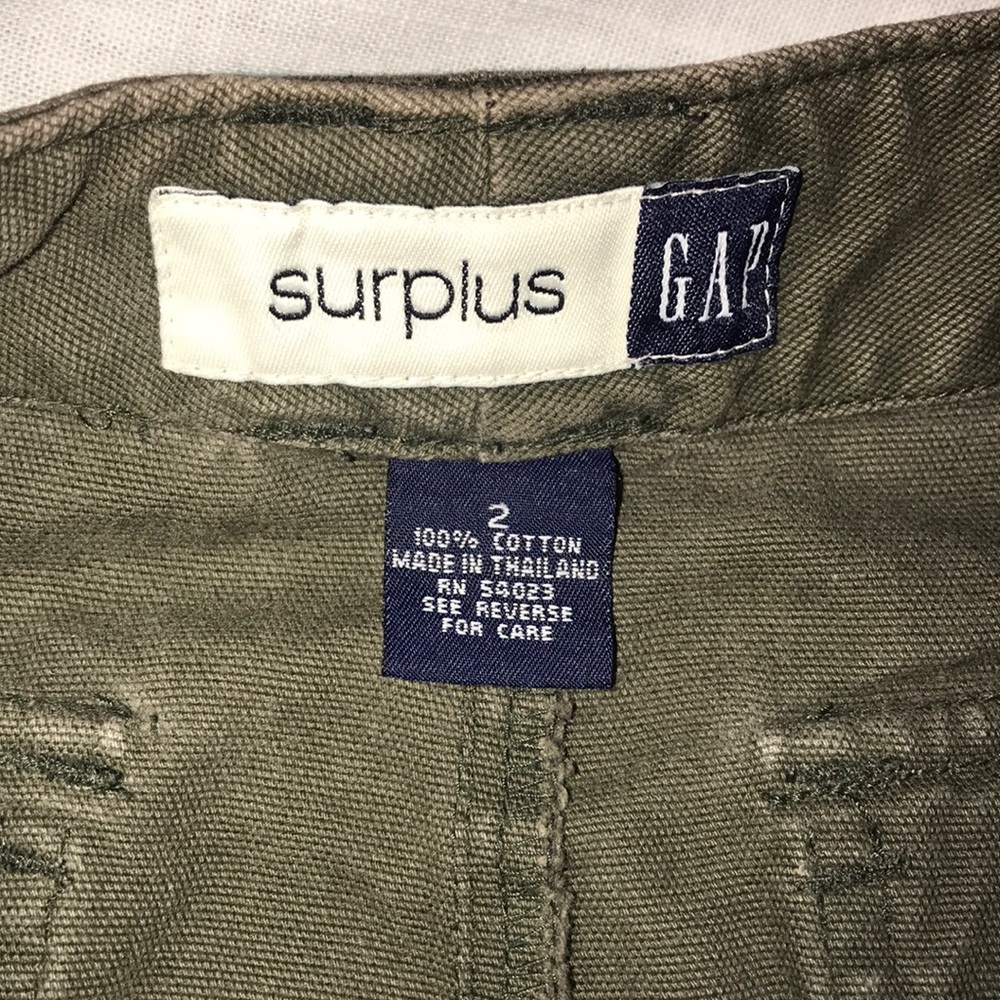 surplus GAP
2
100% COTTON
MADE IN THAILAND
RN 54023
SEE REVERSE
FOR CARE